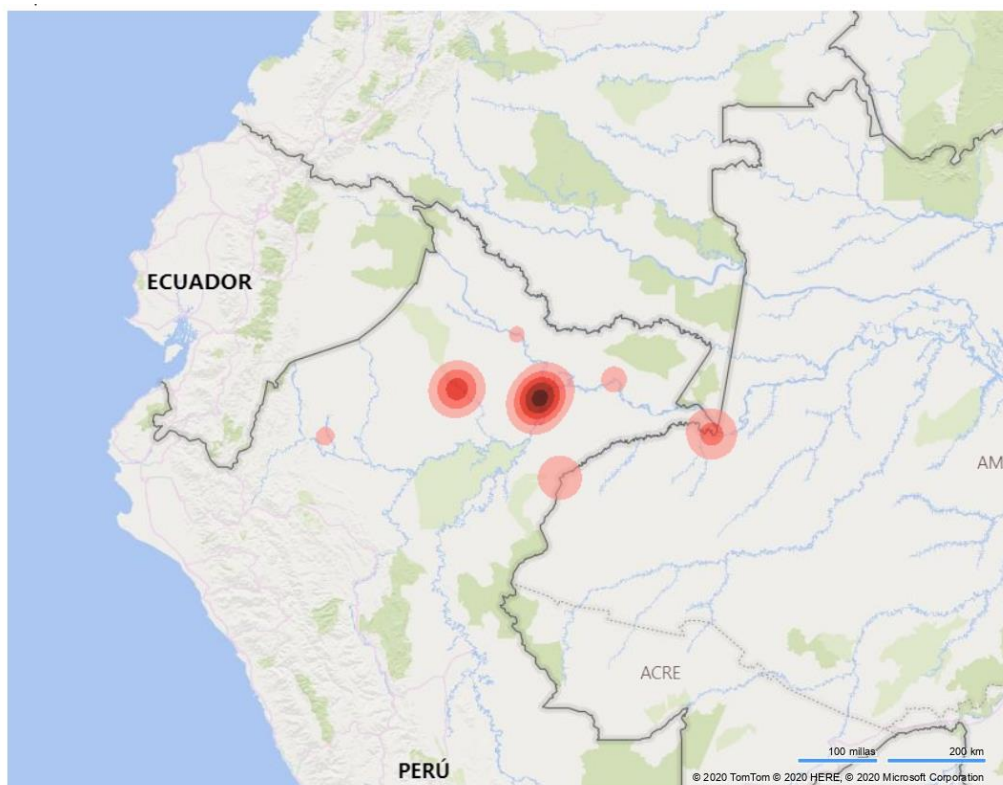 ECUADOR
AM
ACRE
PERÚ
100 millas 200 km
© 2020 TomTom © 2020 HERE, © 2020 Microsoft Corporation